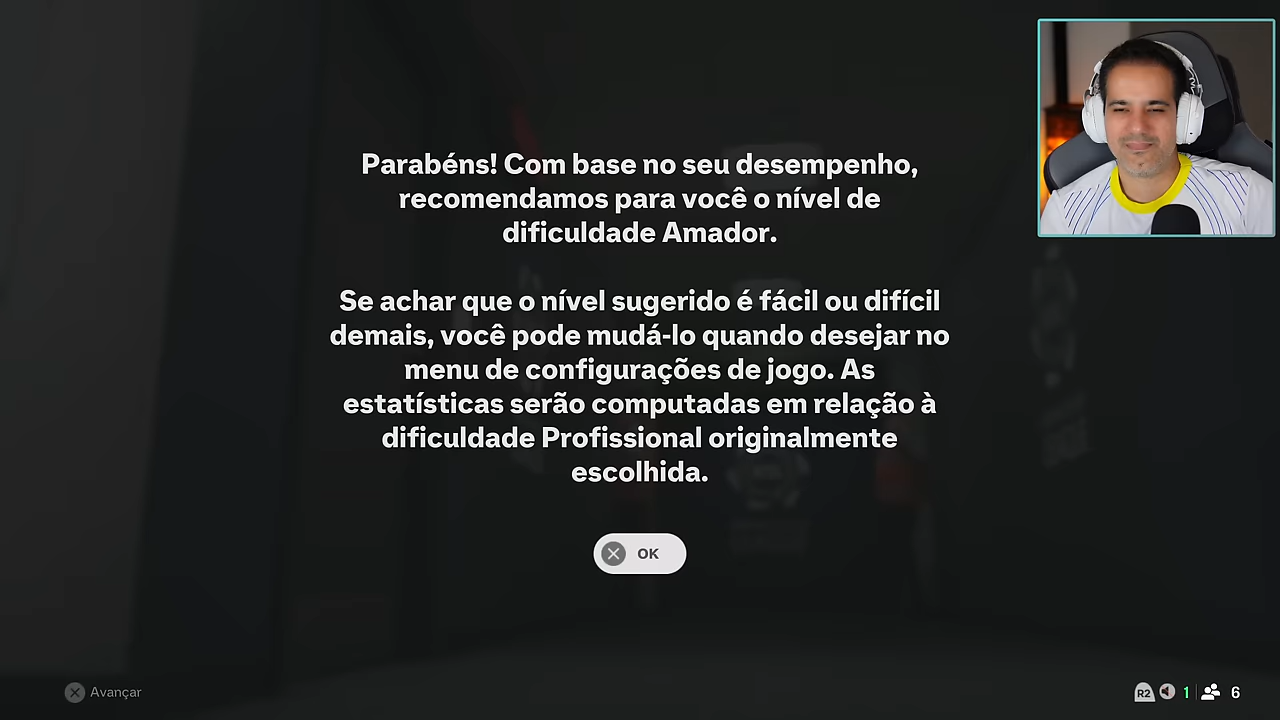 Parabéns! Com base no seu desempenho,
recomendamos para você o nível de
dificuldade Amador.
Se achar que o nível sugerido é fácil ou difícil
demais, você pode mudá-lo quando desejar no
menu de configurações de jogo. As
estatísticas serão computadas em relação à
dificuldade Profissional originalmente
escolhida.
OK
Avançar
R2 1 6